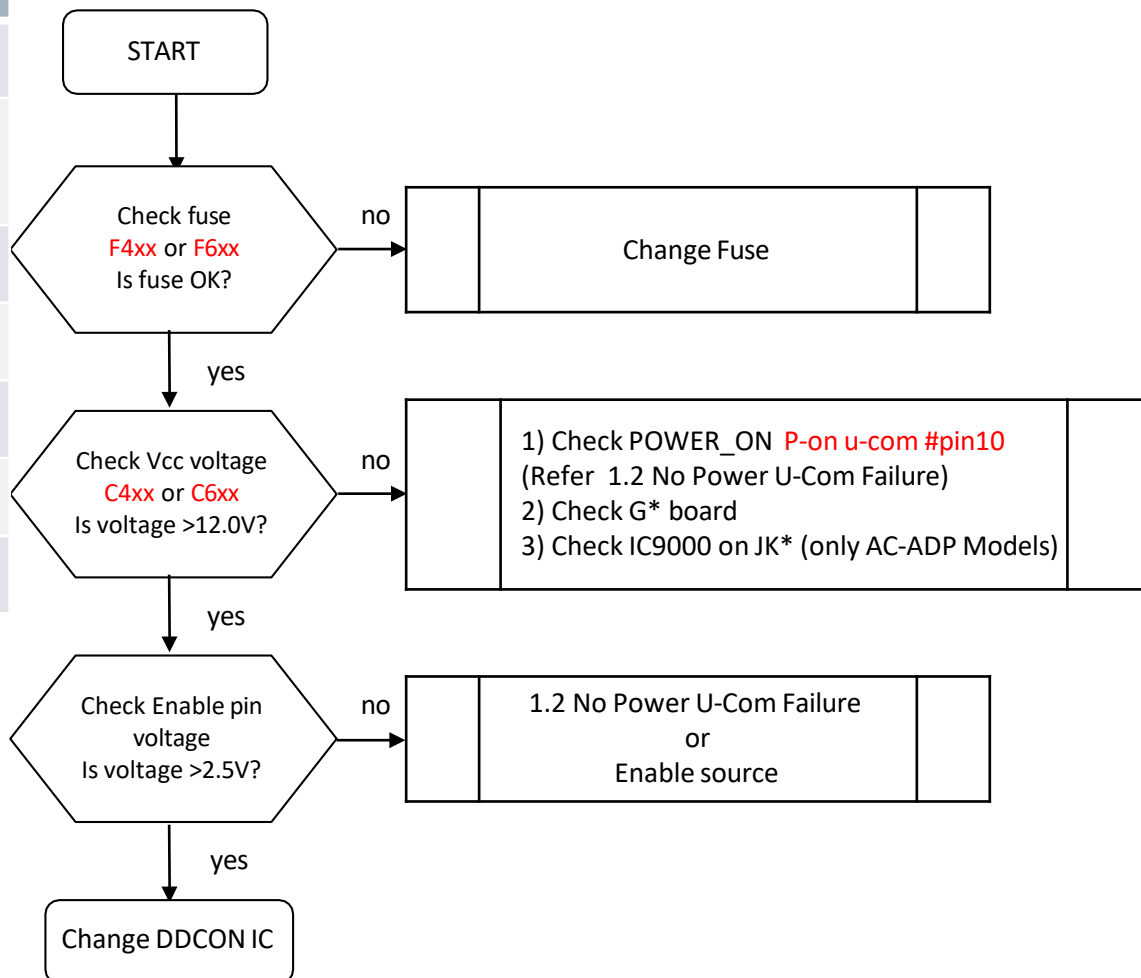 START
Check fuse
F4xx or F6xx
Is fuse OK?
no
Change Fuse
yes
Check Vcc voltage
C4xx or C6xx
Is voltage >12.0V?
no
1) Check POWER_ON P-on u-com #pin10
(Refer 1.2 No Power U-Com Failure)
2) Check G* board
3) Check IC9000 on JK* (only AC-ADP Models)
yes
Check Enable pin
voltage
Is voltage >2.5V?
no
1.2 No Power U-Com Failure
or
Enable source
yes
Change DDCON IC